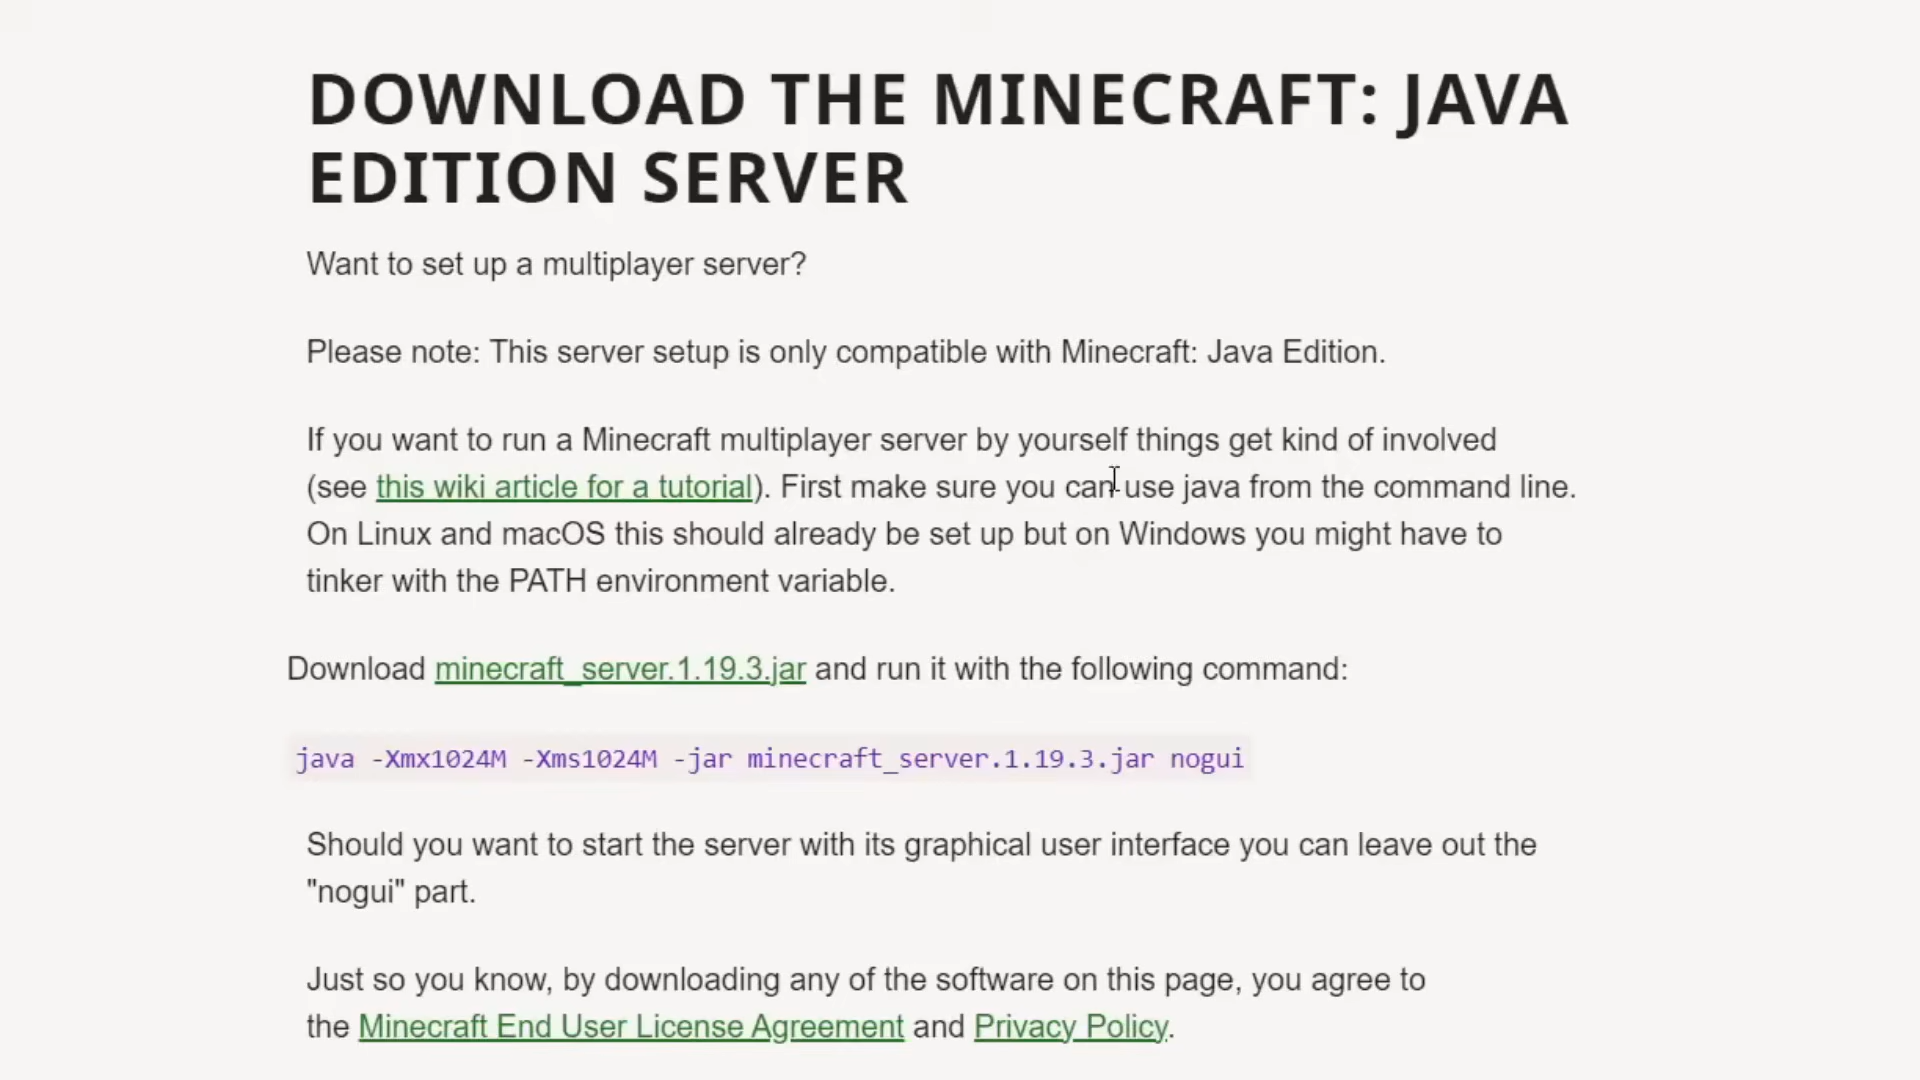 DOWNLOAD THE MINECRAFT: JAVA
EDITION SERVER
Want to set up a multiplayer server?
Please note: This server setup is only compatible with Minecraft: Java Edition.
If you want to run a Minecraft multiplayer server by yourself things get kind of involved
(see this wiki article for a tutorial). First make sure you can use java from the command line.
On Linux and macOS this should already be set up but on Windows you might have to
tinker with the PATH environment variable.
Download minecraft_server.1.19.3.jar and run it with the following command:
java -Xmx1024M -Xms1024M -jar minecraft_server.1.19.3.jar nogui
Should you want to start the server with its graphical user interface you can leave out the
"nogui" part.
Just so you know, by downloading any of the software on this page, you agree to
the Minecraft End User License Agreement and Privacy Policy.